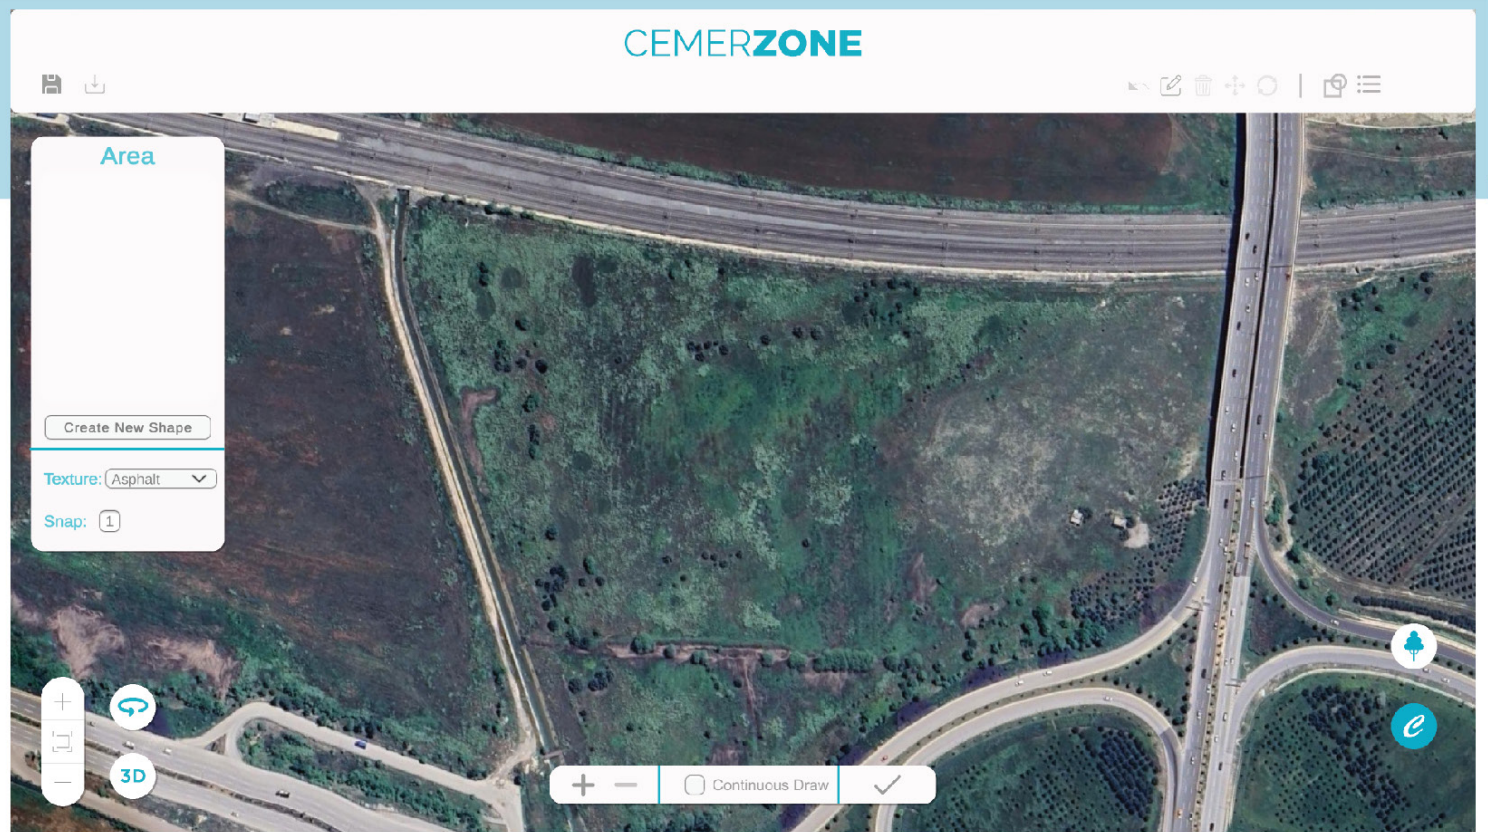 CEMERZONE
Area
Create New Shape
Texture: Asphalt
Snap: 1
3D
Continuous Draw